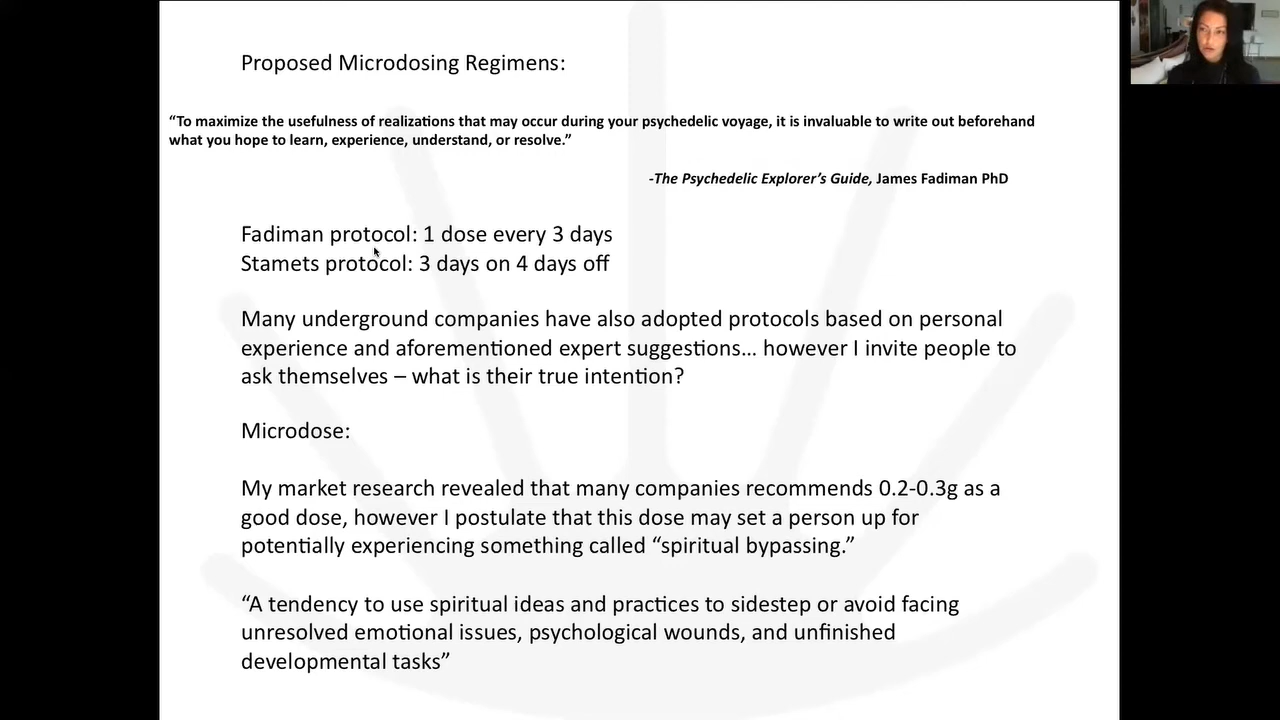 Proposed Microdosing Regimens:
“To maximize the usefulness of realizations that may occur during your psychedelic voyage, it is invaluable to write out beforehand
what you hope to learn, experience, understand, or resolve.”
-The Psychedelic Explorer’s Guide, James Fadiman PhD
Fadiman protocol: 1 dose every 3 days
Stamets protocol: 3 days on 4 days off
Many underground companies have also adopted protocols based on personal
experience and aforementioned expert suggestions… however I invite people to
ask themselves – what is their true intention?
Microdose:
My market research revealed that many companies recommends 0.2-0.3g as a
good dose, however I postulate that this dose may set a person up for
potentially experiencing something called “spiritual bypassing.”
“A tendency to use spiritual ideas and practices to sidestep or avoid facing
unresolved emotional issues, psychological wounds, and unfinished
developmental tasks”